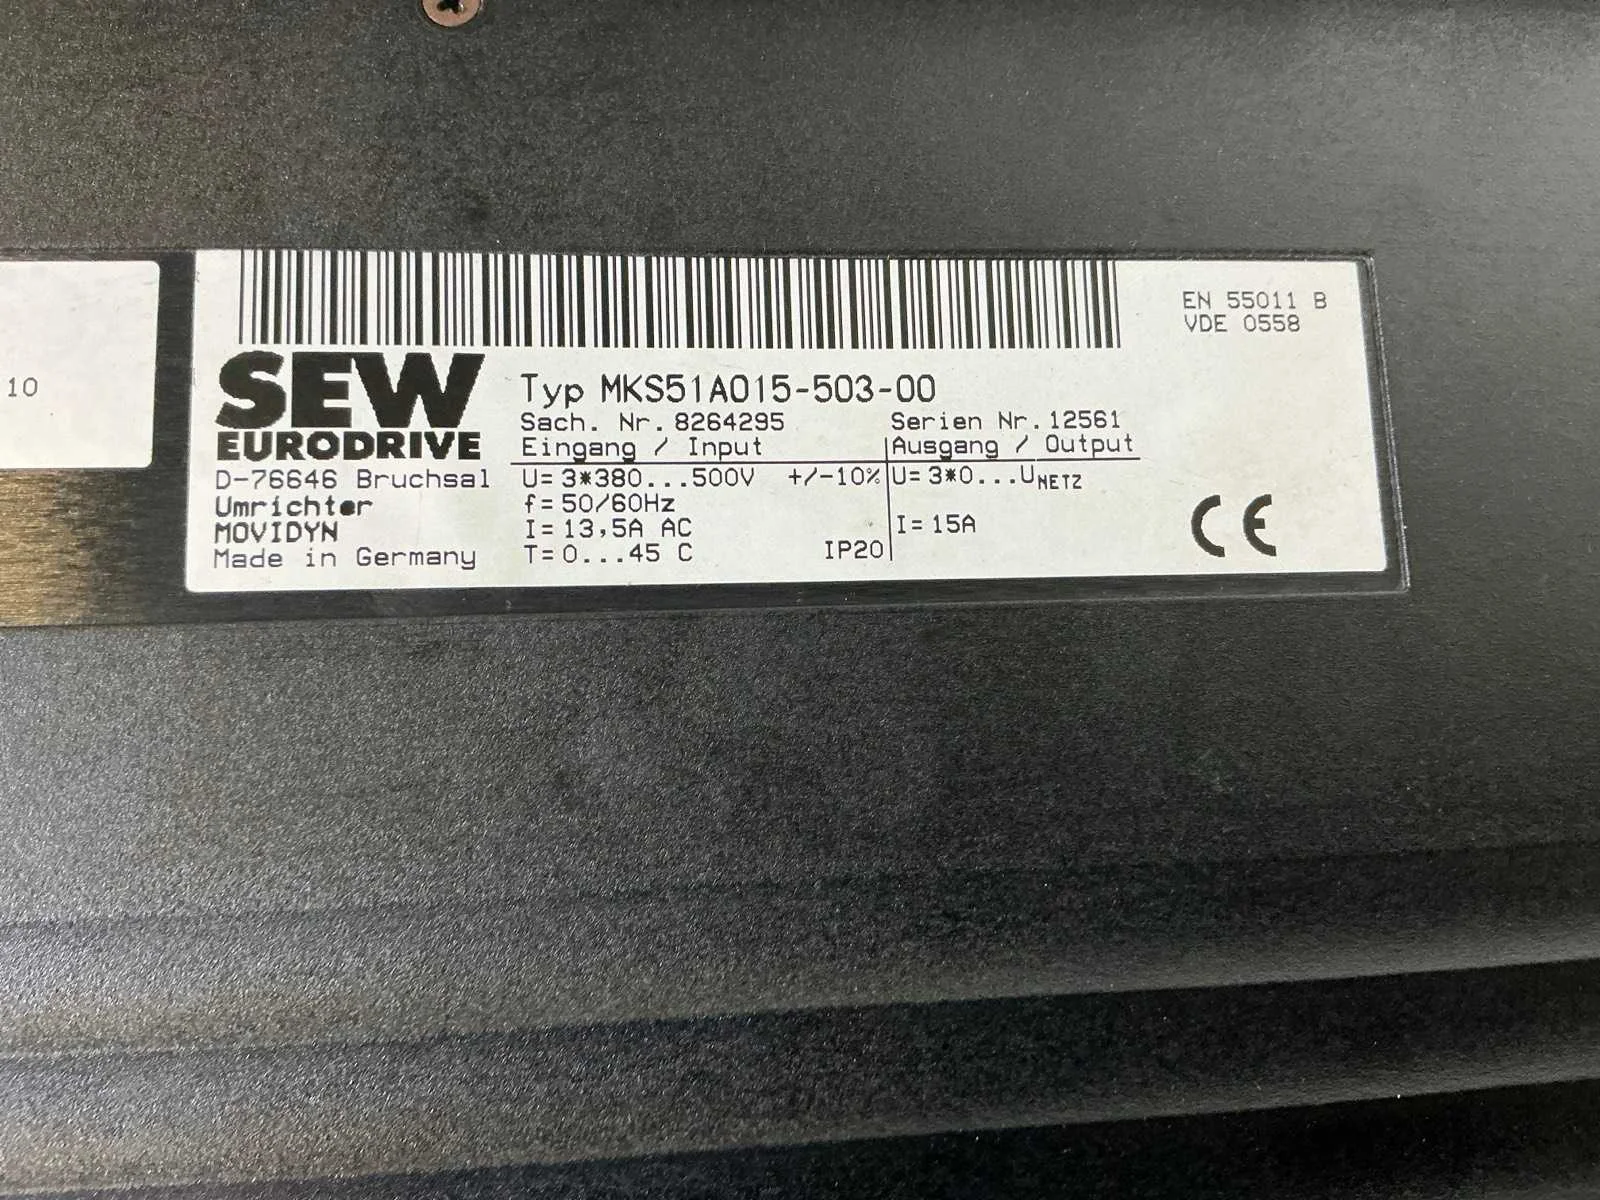 10
EN 55011 B
VDE 0558
SEW
EURODRIVE
D-76646 Bruchsal
Umrichter
MOVIDYN
Made in Germany
Typ MKS51A015-503-00
Sach. Nr. 8264295 Serien Nr. 12561
Eingang / Input Ausgang / Output
U= 3*380...500V +/-10% U= 3*0...UNETZ
f= 50/60Hz
I= 13,5A AC I= 15A
T= 0...45 C IP20
CE